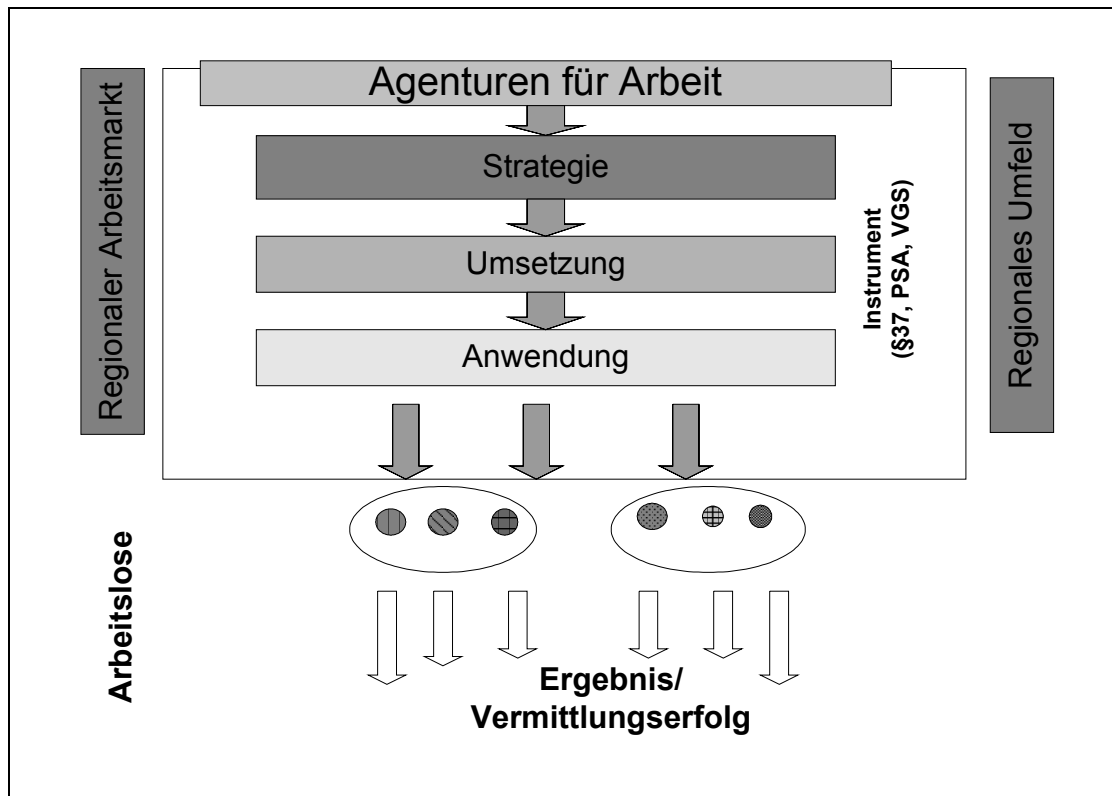 Agenturen für Arbeit
Regionaler Arbeitsmarkt
Strategie
Umsetzung
Anwendung
Instrument
(§37, PSA, VGS)
Regionales Umfeld
Arbeitslose
Ergebnis/
Vermittlungserfolg